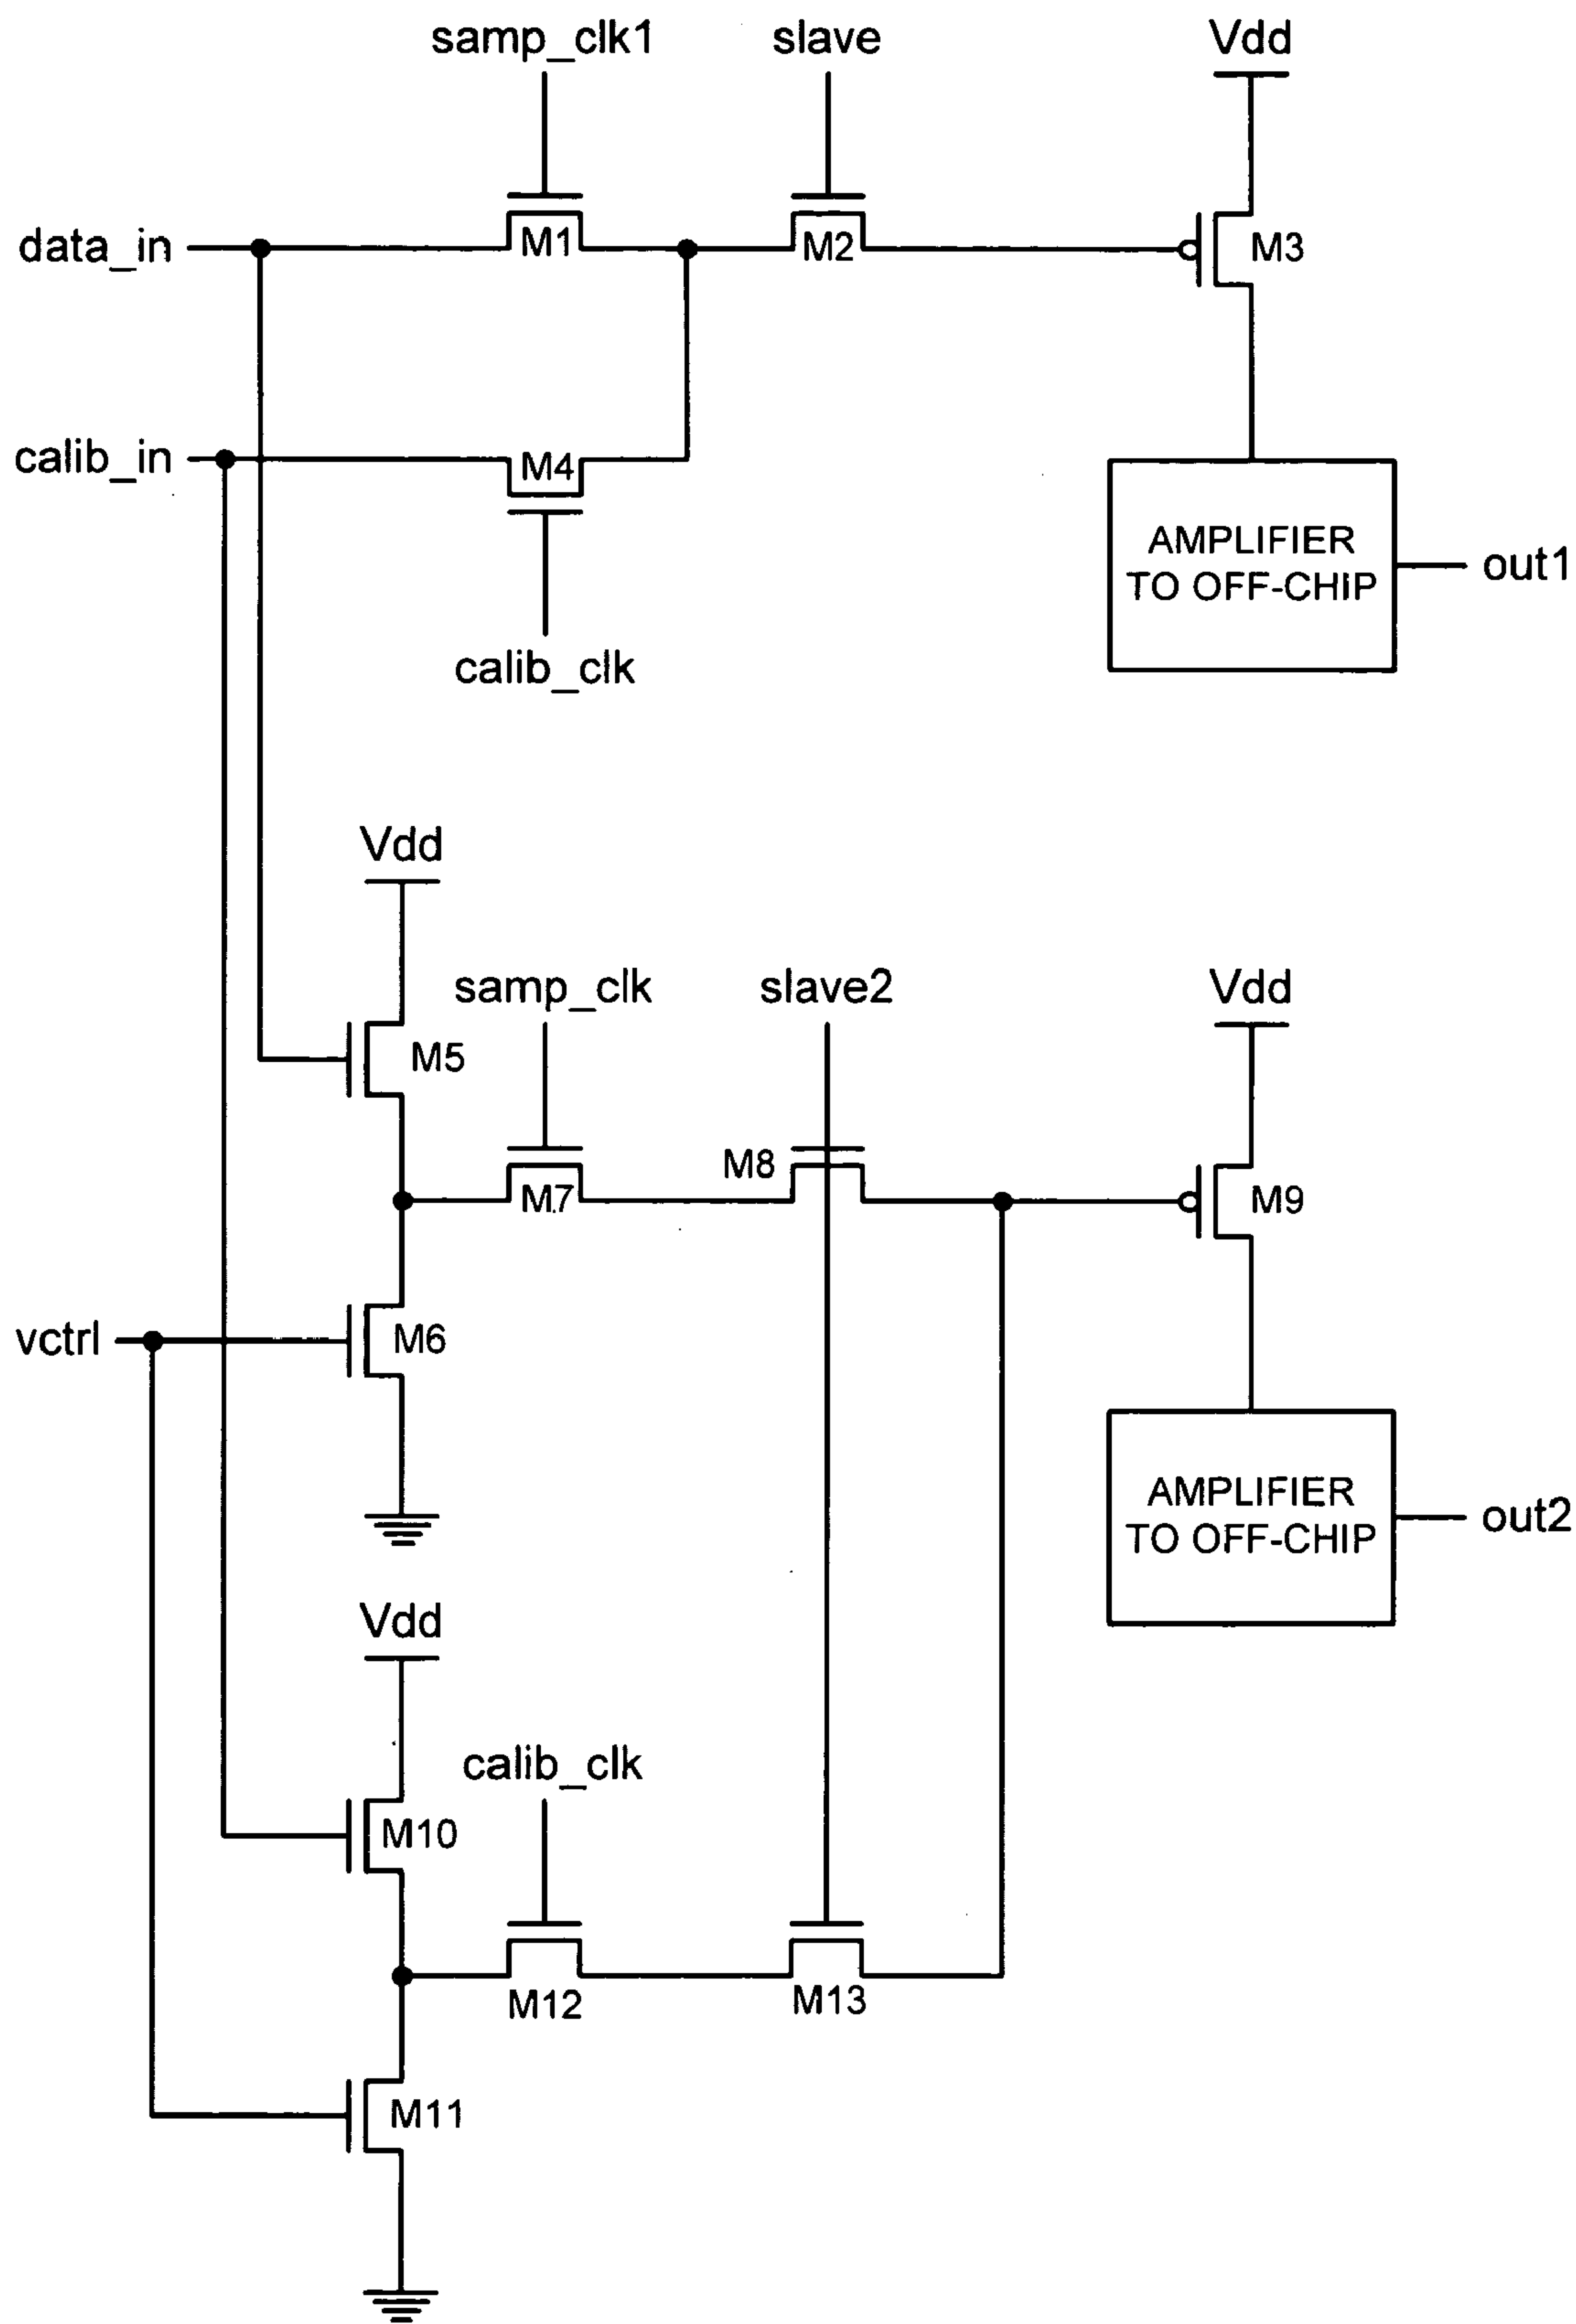 samp_clk1
slave
Vdd
data_in
M1
M2
M3
calib_in
M4
AMPLIFIER
TO OFF-CHIP
out1
calib_clk
Vdd
samp_clk
slave2
Vdd
M5
M8
M7
M9
vctrl
M6
AMPLIFIER
TO OFF-CHIP
out2
Vdd
calib_clk
M10
M12
M13
M11